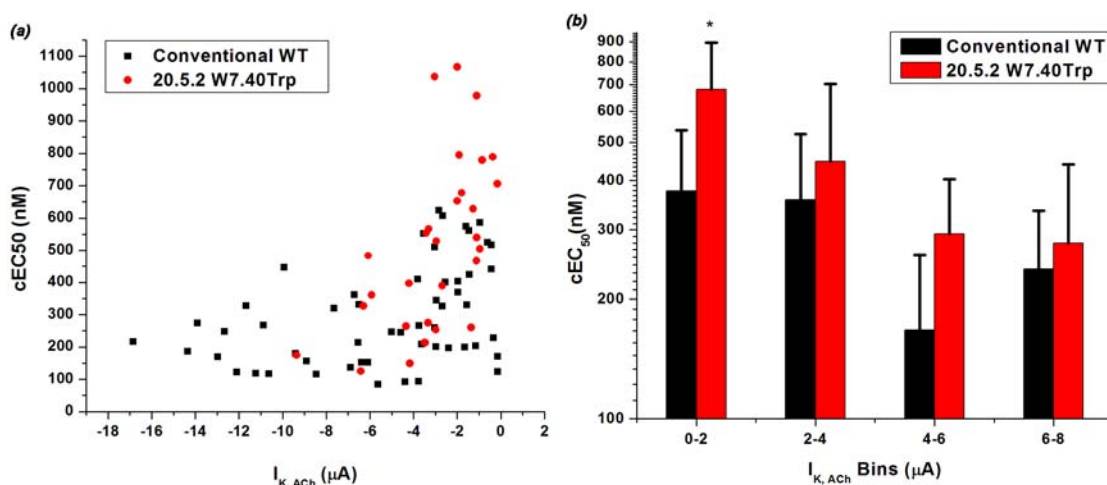 (a)
Conventional WT
20.5.2 W7.40Trp
cEC50 (nM)
1100
1000
900
800
700
600
500
400
300
200
100
0
-18 -16 -14 -12 -10 -8 -6 -4 -2 0 2
I K, ACh (µA)
(b)
*
Conventional WT
20.5.2 W7.40Trp
cEC50(nM)
900
800
700
600
500
400
300
200
100
0-2 2-4 4-6 6-8
I K, ACh Bins (µA)